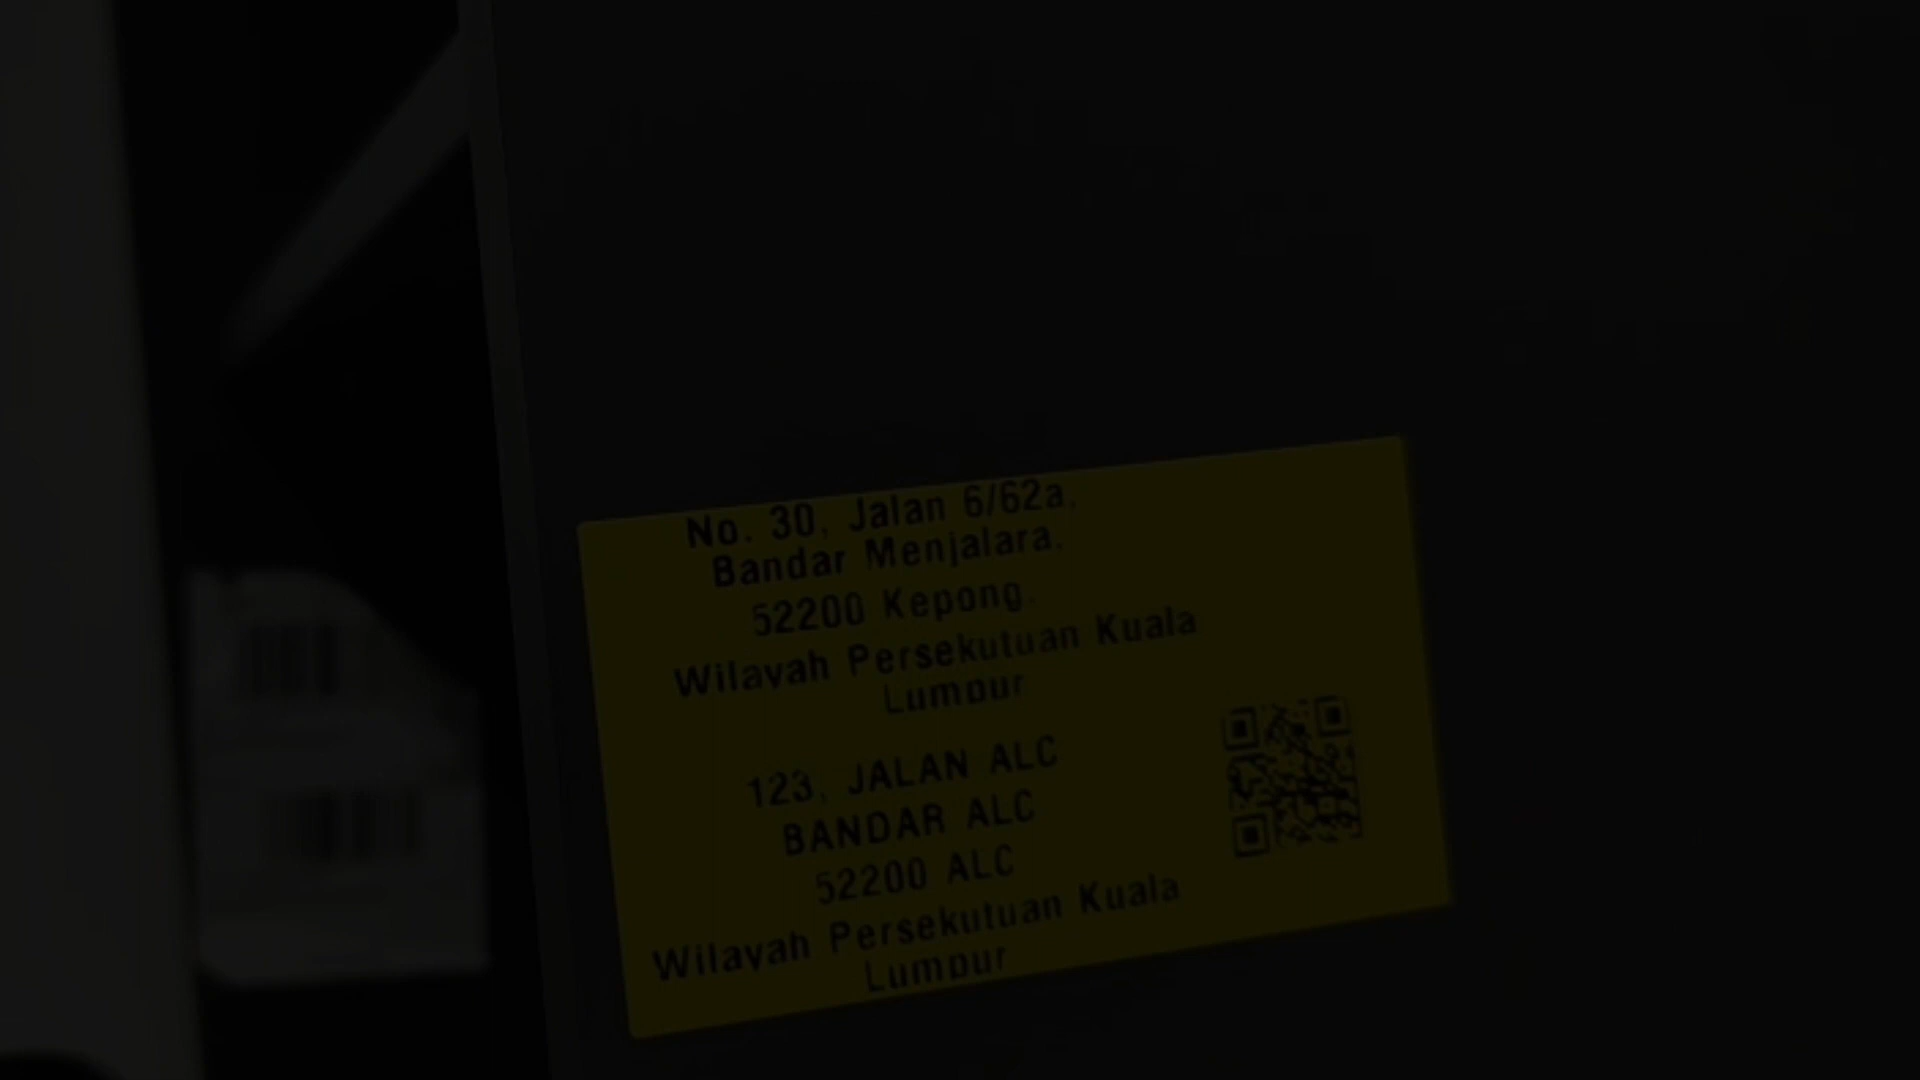 No. 30, Jalan 6/62a,
Bandar Menjalara,
52200 Kepong,
Wilayah Persekutuan Kuala
Lumpur
123, JALAN ALC
BANDAR ALC
52200 ALC
Wilayah Persekutuan Kuala
Lumpur